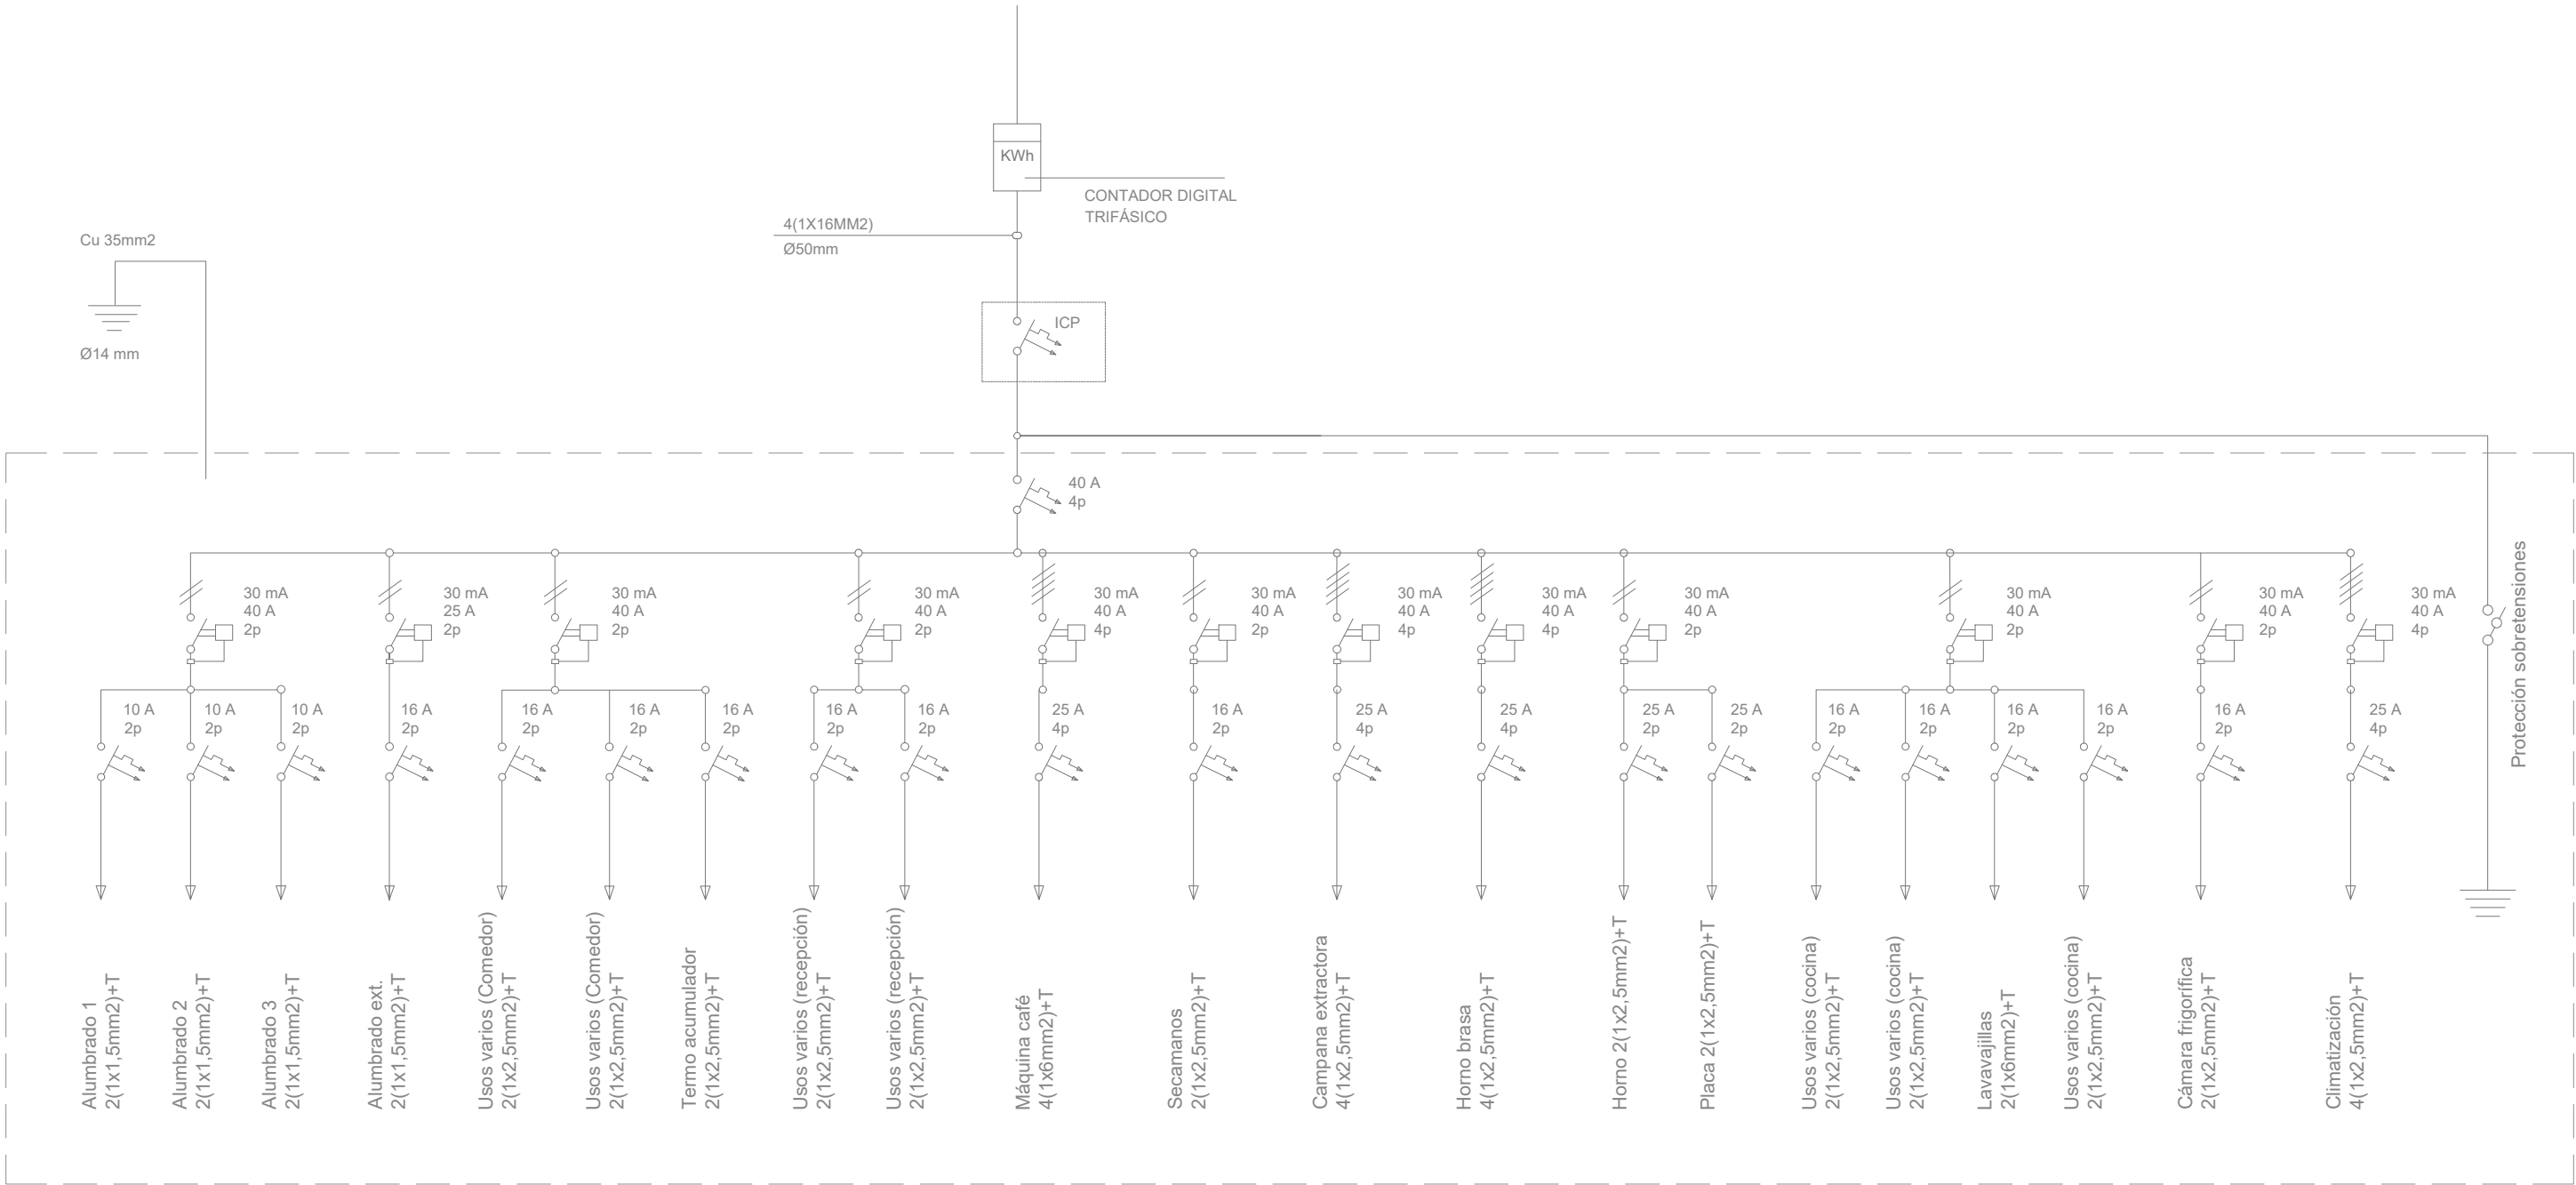 KWh
CONTADOR DIGITAL
TRIFÁSICO
4(1X16MM2)
Ø50mm
Cu 35mm2
Ø14 mm
ICP
40 A
4p
30 mA
40 A
2p
30 mA
25 A
2p
30 mA
40 A
2p
30 mA
40 A
2p
30 mA
40 A
4p
30 mA
40 A
2p
30 mA
40 A
4p
30 mA
40 A
4p
30 mA
40 A
2p
30 mA
40 A
2p
30 mA
40 A
2p
30 mA
40 A
4p
Protección sobretensiones
10 A
2p
10 A
2p
10 A
2p
16 A
2p
16 A
2p
16 A
2p
16 A
2p
16 A
2p
16 A
2p
25 A
4p
16 A
2p
25 A
4p
25 A
4p
25 A
2p
25 A
2p
16 A
2p
16 A
2p
16 A
2p
16 A
2p
16 A
2p
25 A
4p
Alumbrado 1
2(1x1,5mm2)+T
Alumbrado 2
2(1x1,5mm2)+T
Alumbrado 3
2(1x1,5mm2)+T
Alumbrado ext.
2(1x1,5mm2)+T
Usos varios (Comedor)
2(1x2,5mm2)+T
Usos varios (Comedor)
2(1x2,5mm2)+T
Termo acumulador
2(1x2,5mm2)+T
Usos varios (recepción)
2(1x2,5mm2)+T
Usos varios (recepción)
2(1x2,5mm2)+T
Máquina café
4(1x6mm2)+T
Secamanos
2(1x2,5mm2)+T
Campana extractora
4(1x2,5mm2)+T
Horno brasa
4(1x2,5mm2)+T
Horno 2(1x2,5mm2)+T
Placa 2(1x2,5mm2)+T
Usos varios (cocina)
2(1x2,5mm2)+T
Usos varios (cocina)
2(1x2,5mm2)+T
Lavavajillas
2(1x6mm2)+T
Usos varios (cocina)
2(1x2,5mm2)+T
Cámara frigorífica
2(1x2,5mm2)+T
Climatización
4(1x2,5mm2)+T